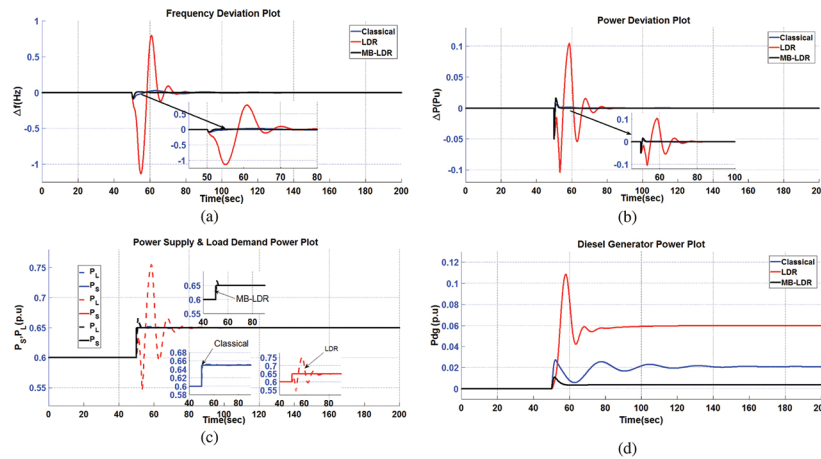 Frequency Deviation Plot
Δf(Hz)
1
0.5
0
-0.5
-1
Classical
LDR
MB-LDR
1
0.5
0
-0.5
-1
50 60 70 80
0 20 40 60 80 100 120 140 160 180 200
Time(sec)
(a)
Power Deviation Plot
ΔP(Pu)
0.1
0.05
0
-0.05
-0.1
Classical
LDR
MB-LDR
0.1
0
-0.1
60 80 100
0 20 40 60 80 100 120 140 160 180 200
Time(sec)
(b)
Power Supply & Load Demand Power Plot
PS,PL(p.u)
0.75
0.7
0.65
0.6
0.55
PL
PS
PL
PS
PL
PS
0.65
0.6
MB-LDR
40 60 80
Classical
0.68
0.66
0.64
0.62
0.6
0.58
40 60 80
LDR
0.75
0.7
0.65
0.6
0.55
40 60 80
0 20 40 60 80 100 120 140 160 180 200
Time(sec)
(c)
Diesel Generator Power Plot
Pdg(p.u)
0.12
0.1
0.08
0.06
0.04
0.02
0
Classical
LDR
MB-LDR
0 20 40 60 80 100 120 140 160 180 200
Time(sec)
(d)